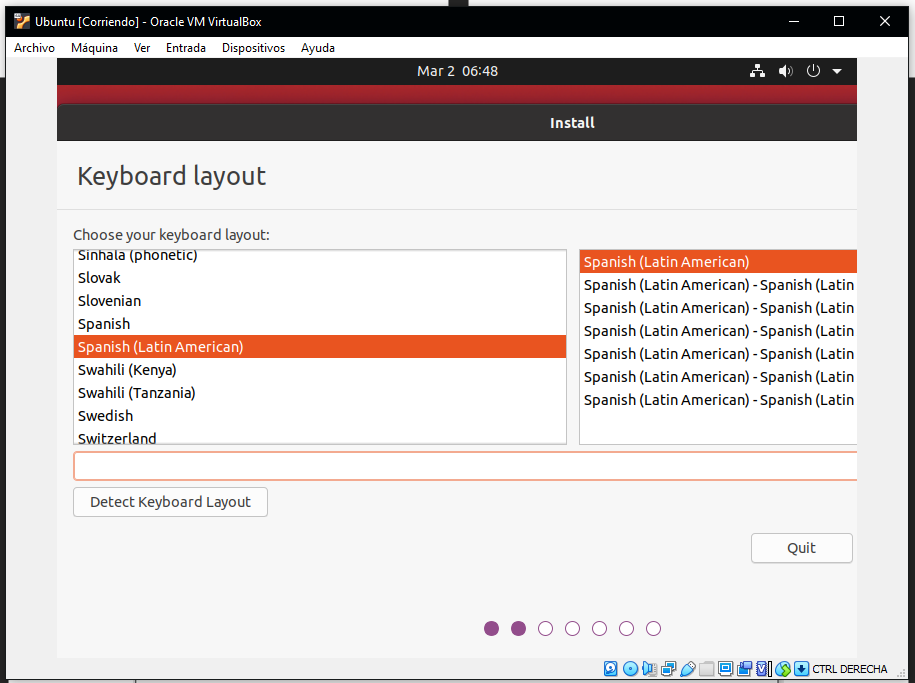 Ubuntu [Corriendo] - Oracle VM VirtualBox
Archivo Máquina Ver Entrada Dispositivos Ayuda
Mar 2 06:48
Install
Keyboard layout
Choose your keyboard layout:
Sinhala (phonetic)
Slovak
Slovenian
Spanish
Spanish (Latin American)
Swahili (Kenya)
Swahili (Tanzania)
Swedish
Switzerland
Spanish (Latin American)
Spanish (Latin American) - Spanish (Latin
Spanish (Latin American) - Spanish (Latin
Spanish (Latin American) - Spanish (Latin
Spanish (Latin American) - Spanish (Latin
Spanish (Latin American) - Spanish (Latin
Spanish (Latin American) - Spanish (Latin
Detect Keyboard Layout
Quit
CTRL DERECHA